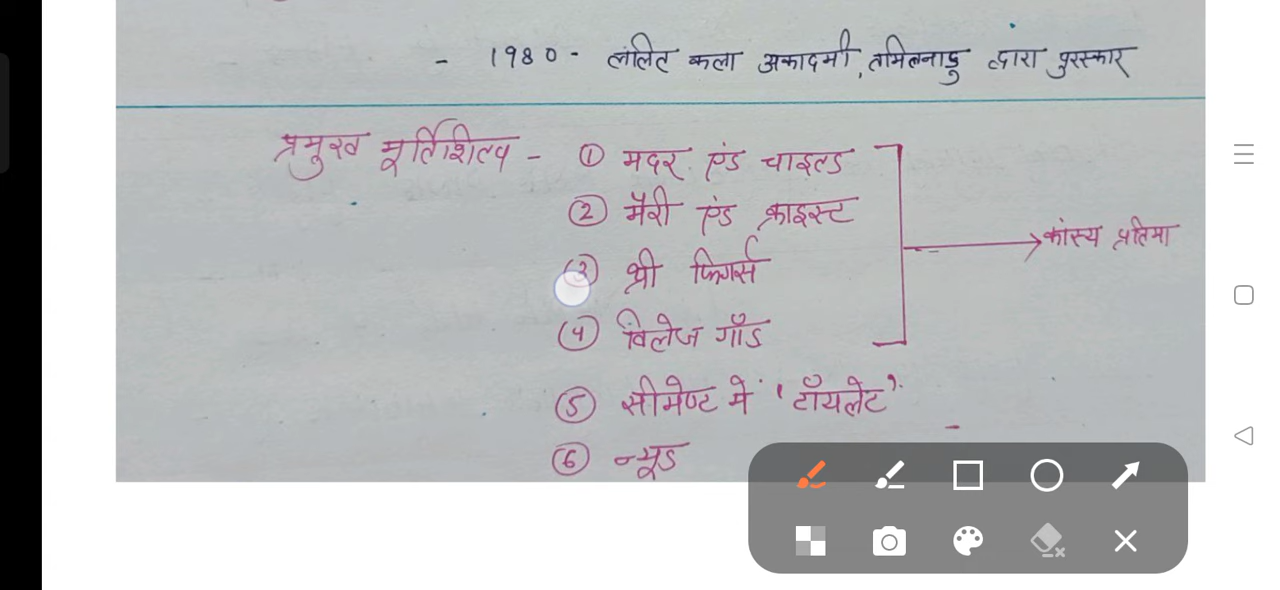 - 1980 - ललित कला अकादमी, तमिलनाडु द्वारा पुरस्कार
प्रमुख मूर्तिशिल्प - ① मदर एंड चाइल्ड
② मैरी एंड क्राइस्ट
③ थ्री फिगर्स
④ विलेज गॉड
कांस्य प्रतिमा
⑤ सीमेण्ट में 'टॉयलेट'
⑥ न्यूड